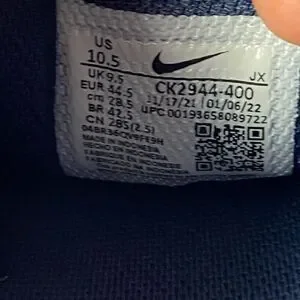 US
10.5
UK 9.5
EUR 44.5
cm 28.5
BR 42.5
CN 285(2.5)
JX
CK2944-400
11/17/21 | 01/06/22
UPC 00193658089722
MADE IN INDONESIA